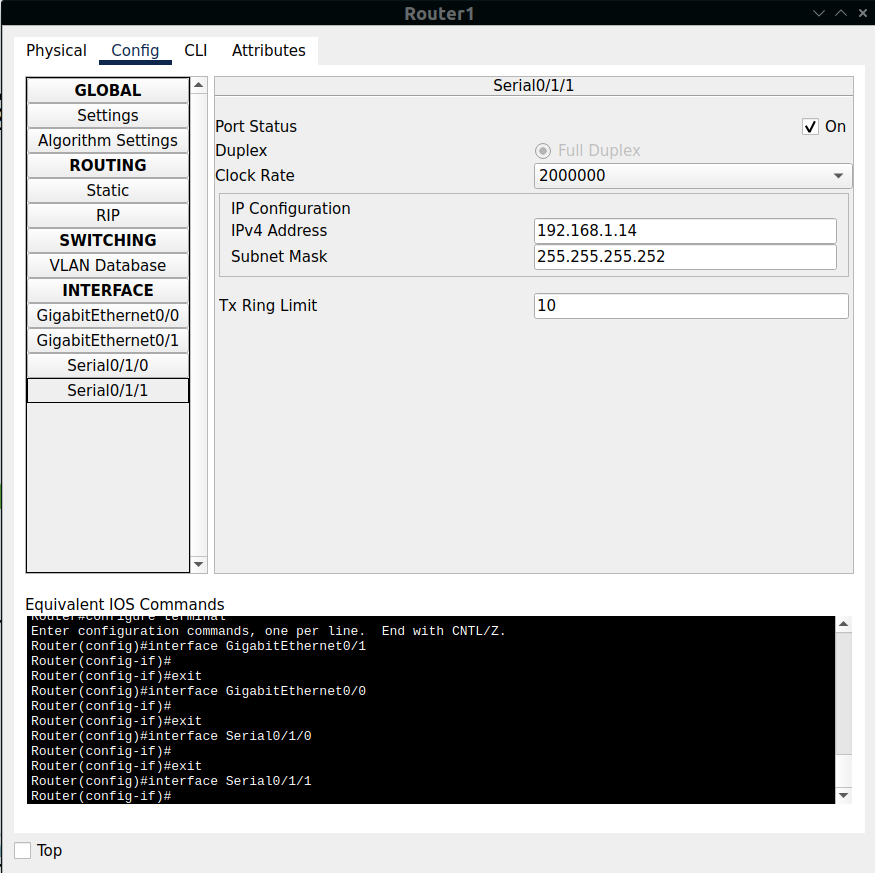 Router1
Physical Config CLI Attributes
GLOBAL
Settings
Algorithm Settings
ROUTING
Static
RIP
SWITCHING
VLAN Database
INTERFACE
GigabitEthernet0/0
GigabitEthernet0/1
Serial0/1/0
Serial0/1/1
Serial0/1/1
Port Status On
Duplex Full Duplex
Clock Rate 2000000
IP Configuration
IPv4 Address 192.168.1.14
Subnet Mask 255.255.255.252
Tx Ring Limit 10
Equivalent IOS Commands
Router#configure terminal
Enter configuration commands, one per line. End with CNTL/Z.
Router(config)#interface GigabitEthernet0/1
Router(config-if)#
Router(config-if)#exit
Router(config)#interface GigabitEthernet0/0
Router(config-if)#
Router(config-if)#exit
Router(config)#interface Serial0/1/0
Router(config-if)#
Router(config-if)#exit
Router(config)#interface Serial0/1/1
Router(config-if)#
Top